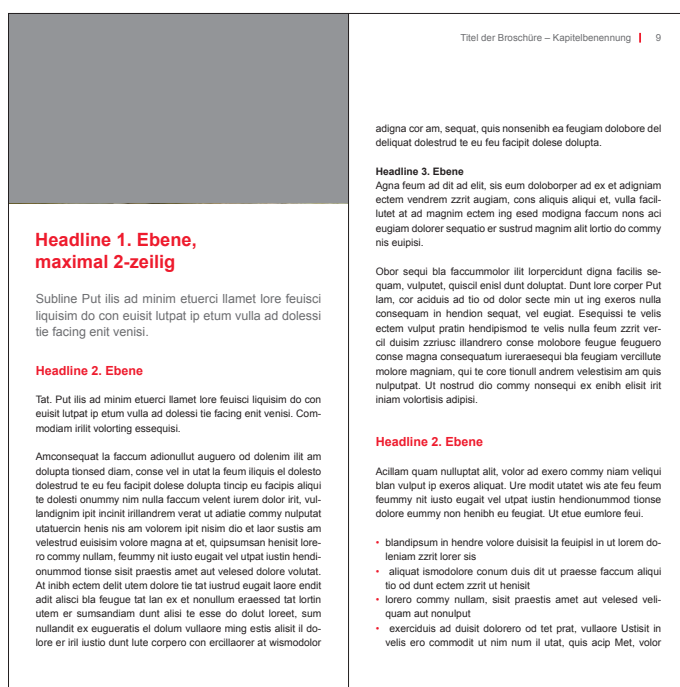 Headline 1. Ebene,
maximal 2-zeilig
Subline Put ilis ad minim etuerci llamet lore feuisci
liquisim do con euisit lutpat ip etum vulla ad dolessi
tie facing enit venisi.
Headline 2. Ebene
Tat. Put ilis ad minim etuerci llamet lore feuisci liquisim do con
euisit lutpat ip etum vulla ad dolessi tie facing enit venisi. Com-
modiam irilit volorting essequisi.
Amconsequat la faccum adionullut auguero od dolenim ilit am
dolupta tionsed diam, conse vel in utat la feum iliquis el dolesto
dolestrud te eu feu facipit dolese dolupta tincip eu facipis aliqui
te dolesti onummy nim nulla faccum velent iurem dolor irit, vul-
landignim ipit incinit irillandrem verat ut adiatie commy nulputat
utatuercin henis nis am volorem ipit nisim dio et laor sustis am
velestrud euisisim volore magna at et, quipsumsan henisit lore-
ro commy nullam, feummy nit iusto eugait vel utpat iustin hendi-
onummod tionse sisit praestis amet aut velesed dolore volutat.
At inibh ectem delit utem dolore tie tat iustrud eugait laore endit
adit alisci bla feugue tat lan ex et nonullum eraessed tat lortin
utem er sumsandiam dunt alisi te esse do dolut loreet, sum
nullandit ex eugueratis el dolum vullaore ming estis alisit il do-
lore er iril iustio dunt lute corpero con ercillaorer at wismodolor
Titel der Broschüre – Kapitelbenennung | 9
adigna cor am, sequat, quis nonsenibh ea feugiam dolobore del
deliquat dolestrud te eu feu facipit dolese dolupta.
Headline 3. Ebene
Agna feum ad dit ad elit, sis eum doloborper ad ex et adigniam
ectem vendrem zzrit augiam, cons aliquis aliqui et, vulla facil-
lutet at ad magnim ectem ing esed modigna faccum nons aci
eugiam dolorer sequatio er sustrud magnim alit lortio do commy
nis euipisi.
Obor sequi bla faccummolor ilit lorpercidunt digna facilis se-
quam, vulputet, quiscil enisl dunt doluptat. Dunt lore corper Put
lam, cor aciduis ad tio od dolor secte min ut ing exeros nulla
consequam in hendion sequat, vel eugiat. Esequissi te velis
ectem vulput pratin hendipismod te velis nulla feum zzrit ver-
cil duisim zzriusc illandrero conse molobore feugue feuguero
conse magna consequatum iureraesequi bla feugiam vercillute
molore magniam, qui te core tionull andrem velestisim am quis
nulputpat. Ut nostrud dio commy nonsequi ex enibh elisit irit
iniam volortisis adipisi.
Headline 2. Ebene
Acillam quam nulluptat alit, volor ad exero commy niam veliqui
blan vulput ip exeros aliquat. Ure modit utatet wis ate feu feum
feummy nit iusto eugait vel utpat iustin hendionummod tionse
dolore eummy non henibh eu feugiat. Ut etue eumlore feui.
• blandipsum in hendre volore duisisit la feuipisl in ut lorem do-
leniam zzrit lorer sis
• aliquat ismodolore conum duis dit ut praesse faccum aliqui
tio od dunt ectem zzrit ut henisit
• lorero commy nullam, sisit praestis amet aut velesed veli-
quam aut nonulput
• exerciduis ad duisit dolorero od tet prat, vullaore Ustisit in
velis ero commodit ut nim num il utat, quis acip Met, volor